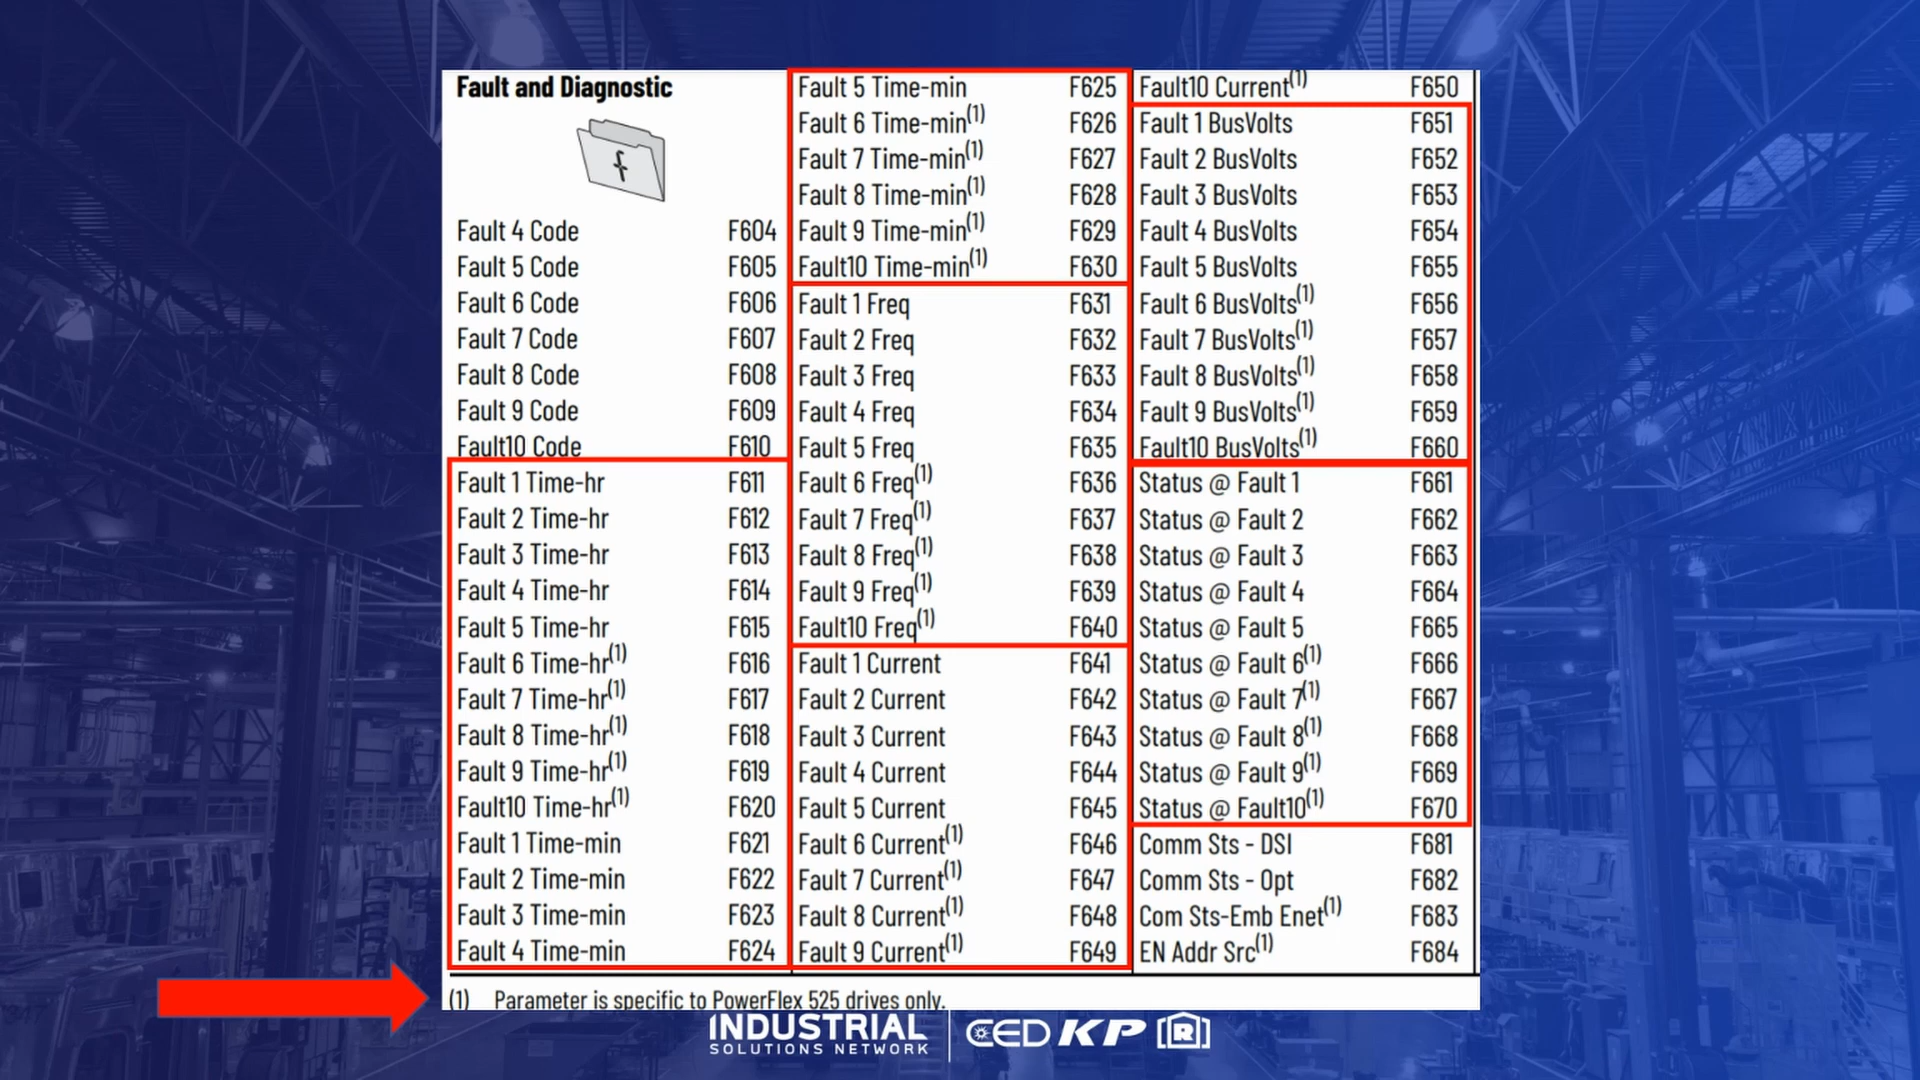 Fault and Diagnostic
Fault 4 Code F604
Fault 5 Code F605
Fault 6 Code F606
Fault 7 Code F607
Fault 8 Code F608
Fault 9 Code F609
Fault10 Code F610
Fault 1 Time-hr F611
Fault 2 Time-hr F612
Fault 3 Time-hr F613
Fault 4 Time-hr F614
Fault 5 Time-hr F615
Fault 6 Time-hr(1) F616
Fault 7 Time-hr(1) F617
Fault 8 Time-hr(1) F618
Fault 9 Time-hr(1) F619
Fault10 Time-hr(1) F620
Fault 1 Time-min F621
Fault 2 Time-min F622
Fault 3 Time-min F623
Fault 4 Time-min F624
Fault 5 Time-min F625
Fault 6 Time-min(1) F626
Fault 7 Time-min(1) F627
Fault 8 Time-min(1) F628
Fault 9 Time-min(1) F629
Fault10 Time-min(1) F630
Fault 1 Freq F631
Fault 2 Freq F632
Fault 3 Freq F633
Fault 4 Freq F634
Fault 5 Freq F635
Fault 6 Freq(1) F636
Fault 7 Freq(1) F637
Fault 8 Freq(1) F638
Fault 9 Freq(1) F639
Fault10 Freq(1) F640
Fault 1 Current F641
Fault 2 Current F642
Fault 3 Current F643
Fault 4 Current F644
Fault 5 Current F645
Fault 6 Current(1) F646
Fault 7 Current(1) F647
Fault 8 Current(1) F648
Fault 9 Current(1) F649
Fault10 Current(1) F650
Fault 1 BusVolts F651
Fault 2 BusVolts F652
Fault 3 BusVolts F653
Fault 4 BusVolts F654
Fault 5 BusVolts F655
Fault 6 BusVolts(1) F656
Fault 7 BusVolts(1) F657
Fault 8 BusVolts(1) F658
Fault 9 BusVolts(1) F659
Fault10 BusVolts(1) F660
Status @ Fault 1 F661
Status @ Fault 2 F662
Status @ Fault 3 F663
Status @ Fault 4 F664
Status @ Fault 5 F665
Status @ Fault 6(1) F666
Status @ Fault 7(1) F667
Status @ Fault 8(1) F668
Status @ Fault 9(1) F669
Status @ Fault10(1) F670
Comm Sts - DSI F681
Comm Sts - Opt F682
Com Sts-Emb Enet(1) F683
EN Addr Src(1) F684
(1) Parameter is specific to PowerFlex 525 drives only.
INDUSTRIAL
SOLUTIONS NETWORK
CED KP [R]